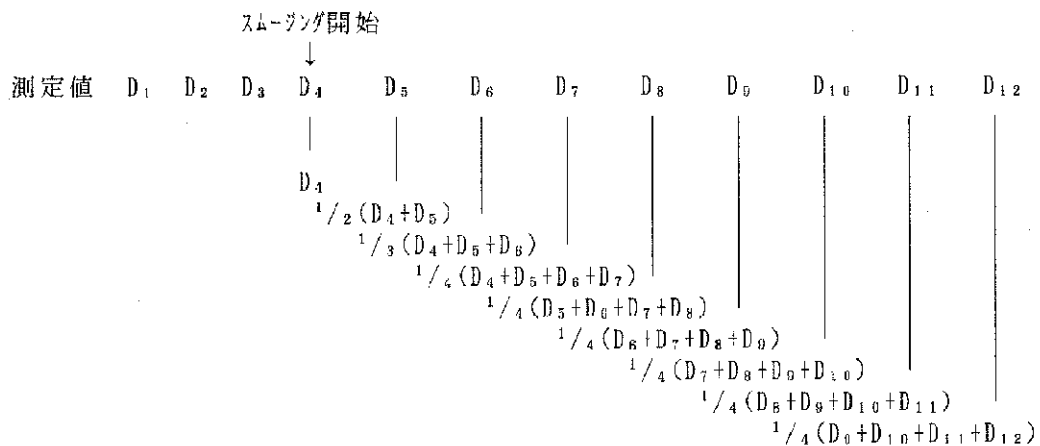 スムージング開始
↓
測定値 D₁ D₂ D₃ D₄ D₅ D₆ D₇ D₈ D₉ D₁₀ D₁₁ D₁₂
D₄
¹/₂(D₄+D₅)
¹/₃(D₄+D₅+D₆)
¹/₄(D₄+D₅+D₆+D₇)
¹/₄(D₅+D₆+D₇+D₈)
¹/₄(D₆+D₇+D₈+D₉)
¹/₄(D₇+D₈+D₉+D₁₀)
¹/₄(D₈+D₉+D₁₀+D₁₁)
¹/₄(D₉+D₁₀+D₁₁+D₁₂)